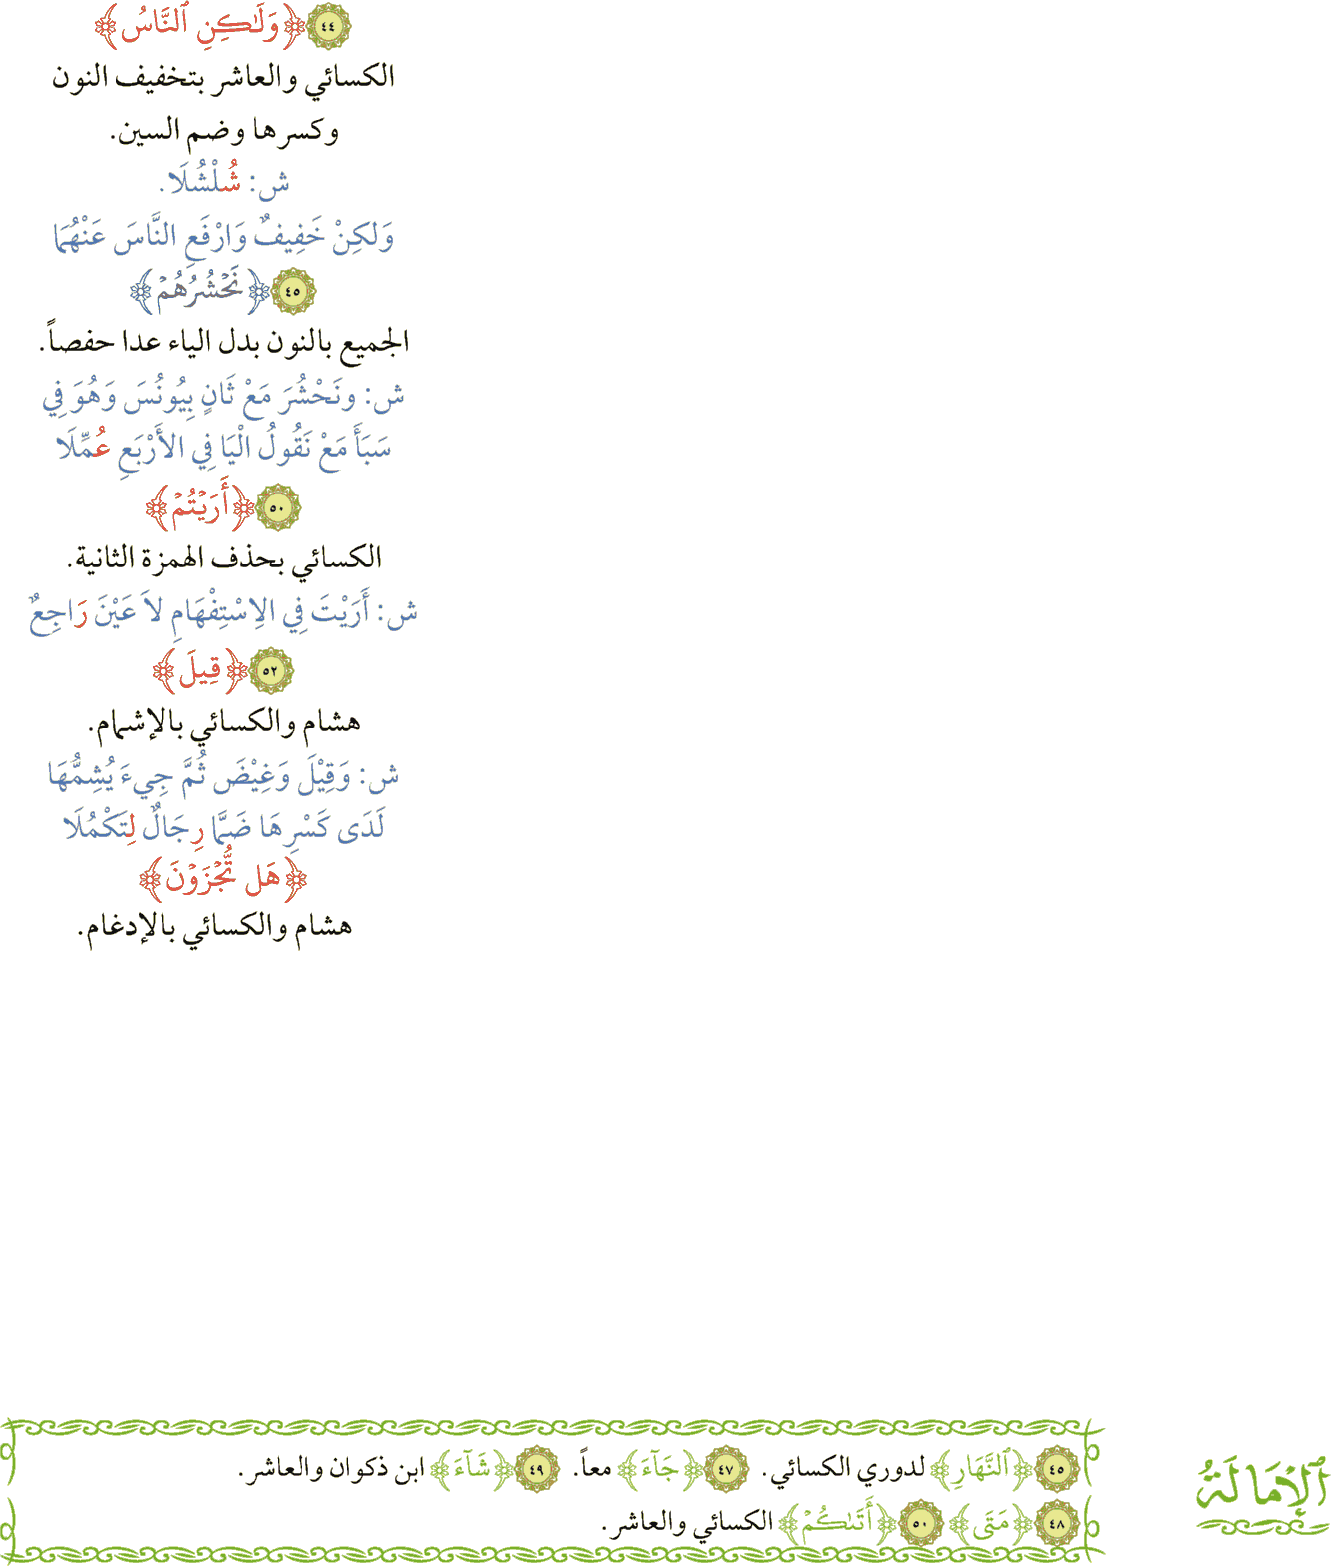 ٤٤ ﴿وَلَٰكِنِ ٱلنَّاسُ﴾
الكسائي والعاشر بتخفيف النون
وكسرها وضم السين.
ش: شُلْشُلَا.
وَلكِنْ خَفِيفٌ وَارْفَعِ النَّاسَ عَنْهُمَا
٤٥ ﴿نَحْشُرُهُمْ﴾
الجميع بالنون بدل الياء عدا حفصاً.
ش: ونَحْشُرَ مَعْ ثَانٍ بِيُونُسَ وَهُوَ فِي
سَبَأَ مَعْ نَقُولُ الْيَا فِي الأَرْبَعِ عُمِّلَا
٥٠ ﴿أَرَيْتُمْ﴾
الكسائي بحذف الهمزة الثانية.
ش: أَرَيْتَ فِي الِاسْتِفْهَامِ لاَ عَيْنَ رَاجِعٌ
٥٢ ﴿قِيلَ﴾
هشام والكسائي بالإشمام.
ش: وَقِيْلَ وَغِيْضَ ثُمَّ جِيءَ يُشِمُّهَا
لَدَى كَسْرِهَا ضَمًّا رِجَالٌ لِتَكْمُلَا
﴿هَل تُّجْزَوْنَ﴾
هشام والكسائي بالإدغام.
ٱلْإِمَالَةُ
٤٥ ﴿ٱلنَّهَارِ﴾ لدوري الكسائي. ٤٧ ﴿جَآءَ﴾ معاً. ٤٩ ﴿شَآءَ﴾ ابن ذكوان والعاشر.
٤٨ ﴿مَتَى﴾ ٥٠ ﴿أَتَىٰكُمْ﴾ الكسائي والعاشر.